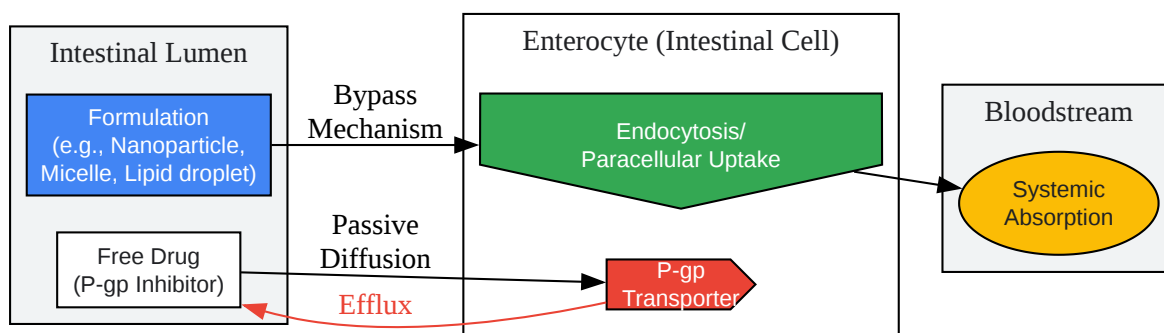 Intestinal Lumen
Formulation
(e.g., Nanoparticle,
Micelle, Lipid droplet)
Free Drug
(P-gp Inhibitor)
Bypass
Mechanism
Passive
Diffusion
Efflux
Enterocyte (Intestinal Cell)
Endocytosis/
Paracellular Uptake
P-gp
Transporter
Bloodstream
Systemic
Absorption